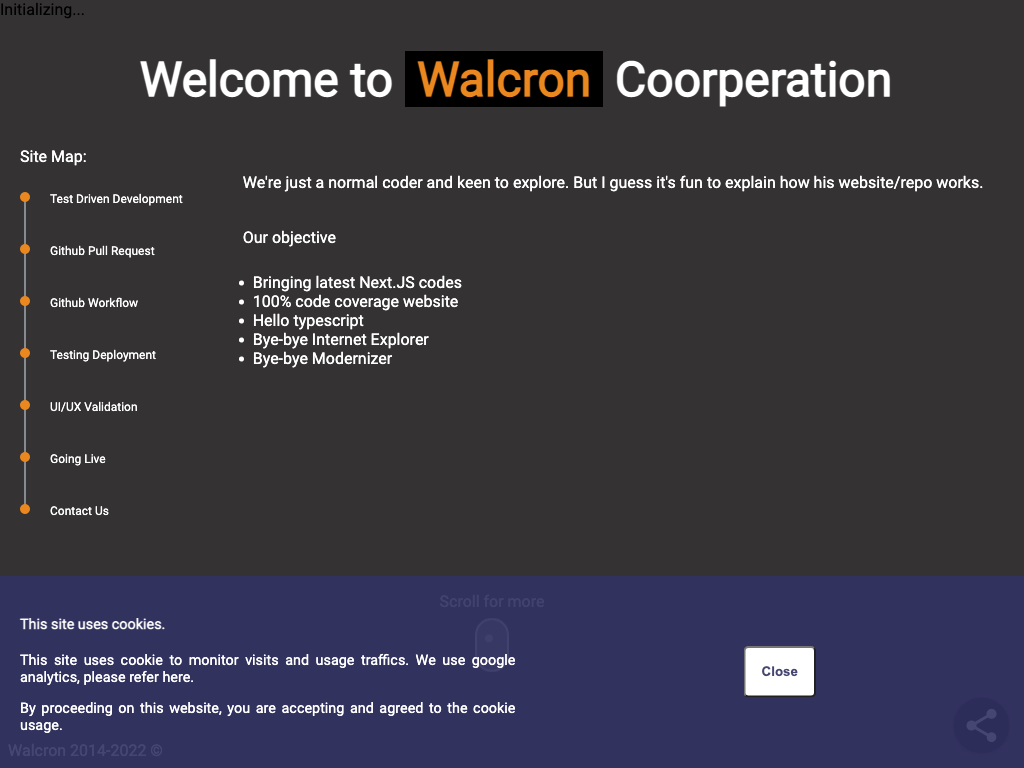 Initializing...
Welcome to Walcron Coorperation
Site Map:
Test Driven Development
Github Pull Request
Github Workflow
Testing Deployment
UI/UX Validation
Going Live
Contact Us
We're just a normal coder and keen to explore. But I guess it's fun to explain how his website/repo works.
Our objective
Bringing latest Next.JS codes
100% code coverage website
Hello typescript
Bye-bye Internet Explorer
Bye-bye Modernizer
Scroll for more
This site uses cookies.
This site uses cookie to monitor visits and usage traffics. We use google
analytics, please refer here.
By proceeding on this website, you are accepting and agreed to the cookie
usage.
Close
Walcron 2014-2022 ©